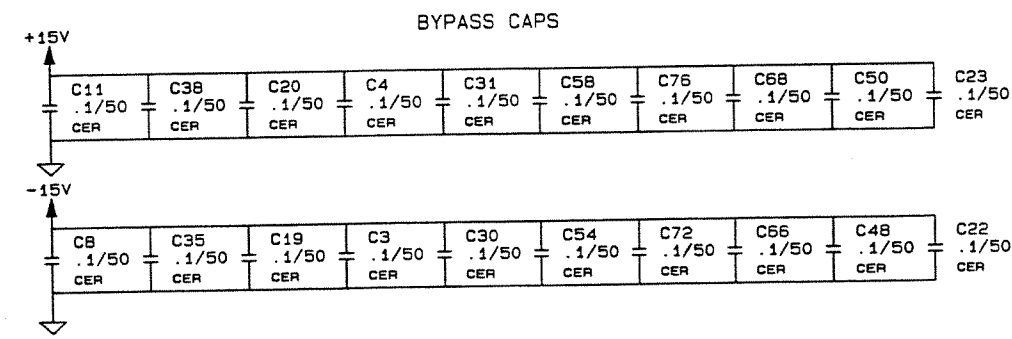 BYPASS CAPS
+15V
C11 C38 C20 C4 C31 C58 C76 C68 C50 C23
.1/50 .1/50 .1/50 .1/50 .1/50 .1/50 .1/50 .1/50 .1/50 .1/50
CER CER CER CER CER CER CER CER CER CER
-15V
C8 C35 C19 C3 C30 C54 C72 C66 C48 C22
.1/50 .1/50 .1/50 .1/50 .1/50 .1/50 .1/50 .1/50 .1/50 .1/50
CER CER CER CER CER CER CER CER CER CER